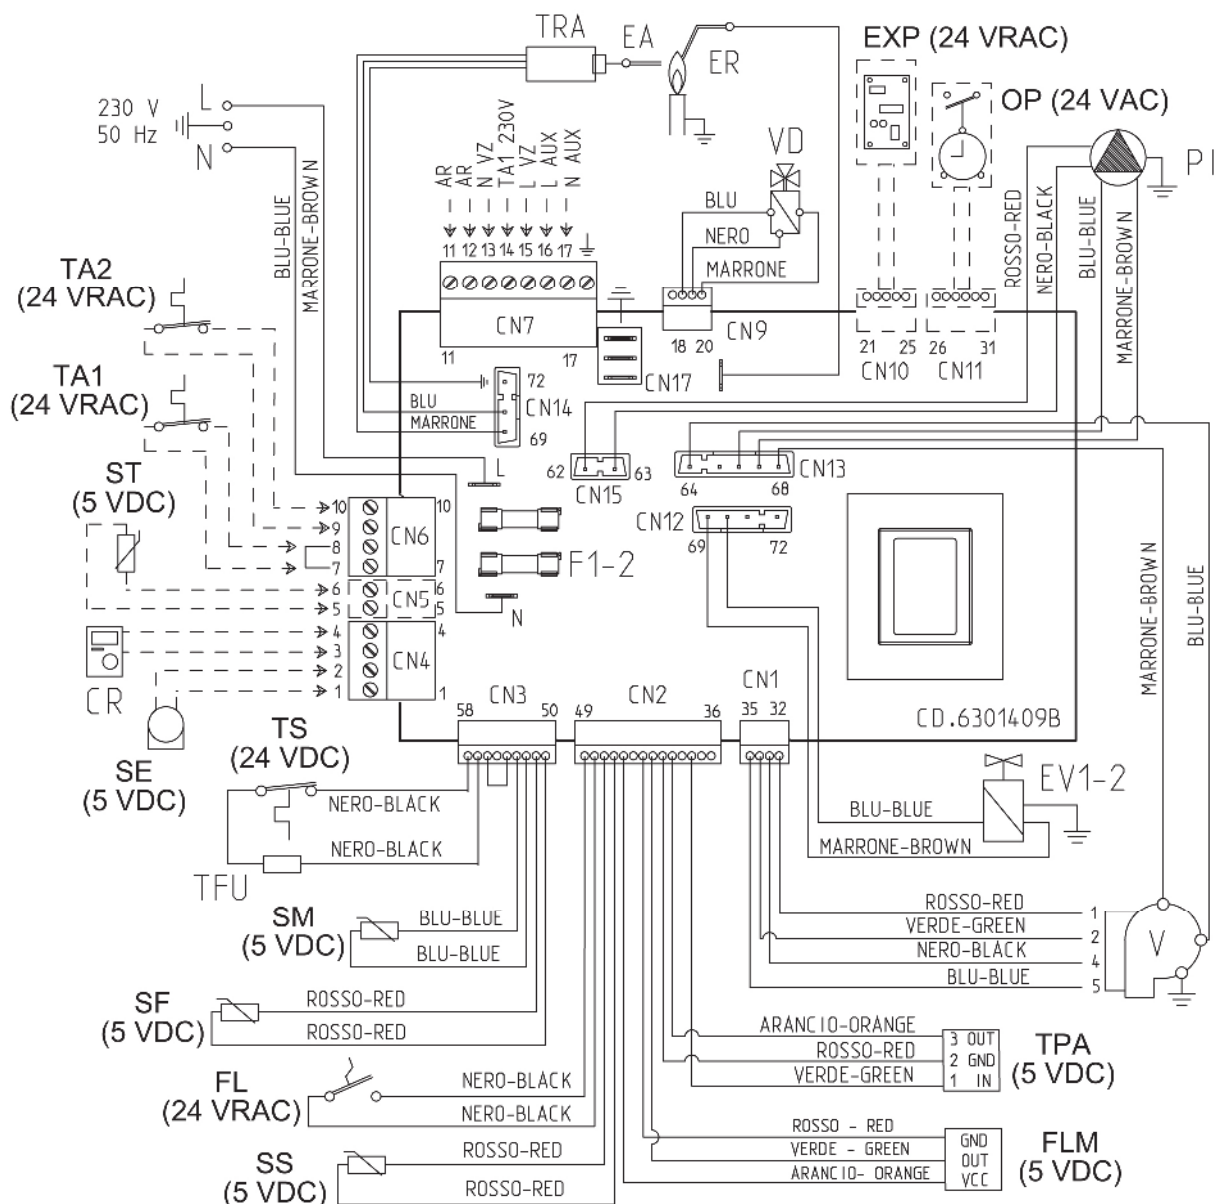 TRA
EA
ER
EXP (24 VRAC)
OP (24 VAC)
230 V
50 Hz
L
N
AR
AR
N VZ
TA1 230V
L VZ
L AUX
N AUX
11 12 13 14 15 16 17
VD
BLU
NERO
MARRONE
PI
ROSSO-RED
NERO-BLACK
BLU-BLUE
MARRONE-BROWN
BLU-BLUE
MARRONE-BROWN
TA2
(24 VRAC)
CN7
11 17
CN9
18 20
CN17
21 25
CN10
26 31
CN11
TA1
(24 VRAC)
72
CN14
69
BLU
MARRONE
L
62 63
CN15
64 68
CN13
CN12
69 72
ST
(5 VDC)
10
9
8
7
CN6
10
7
F1-2
6
5
CN5
6
5
N
4
3
2
1
CN4
4
1
CR
SE
(5 VDC)
MARRONE-BROWN
BLU-BLUE
CD.6301409B
CN3
58 50
CN2
49 36
CN1
35 32
TS
(24 VDC)
NERO-BLACK
NERO-BLACK
TFU
EV1-2
BLU-BLUE
MARRONE-BROWN
SM
(5 VDC)
BLU-BLUE
BLU-BLUE
ROSSO-RED 1
VERDE-GREEN 2
NERO-BLACK 4
BLU-BLUE 5
V
SF
(5 VDC)
ROSSO-RED
ROSSO-RED
ARANCIO-ORANGE 3 OUT
ROSSO-RED 2 GND
VERDE-GREEN 1 IN
TPA
(5 VDC)
FL
(24 VRAC)
NERO-BLACK
NERO-BLACK
ROSSO - RED GND
VERDE - GREEN OUT
ARANCIO- ORANGE VCC
FLM
(5 VDC)
SS
(5 VDC)
ROSSO-RED
ROSSO-RED